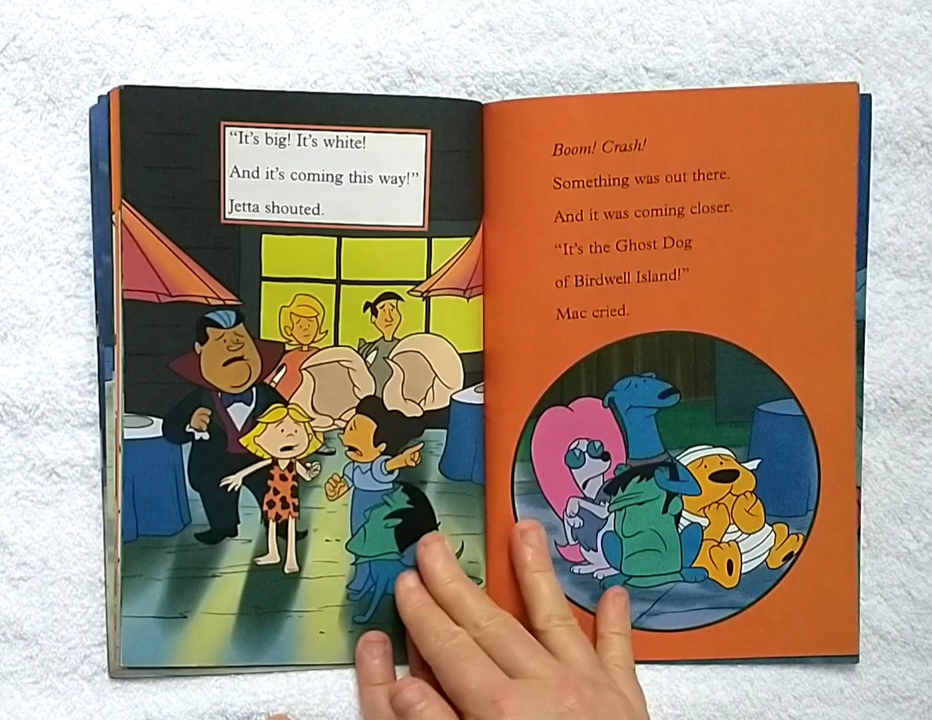 “It’s big! It’s white!
And it’s coming this way!”
Jetta shouted.
Boom! Crash!
Something was out there.
And it was coming closer.
“It’s the Ghost Dog
of Birdwell Island!”
Mac cried.